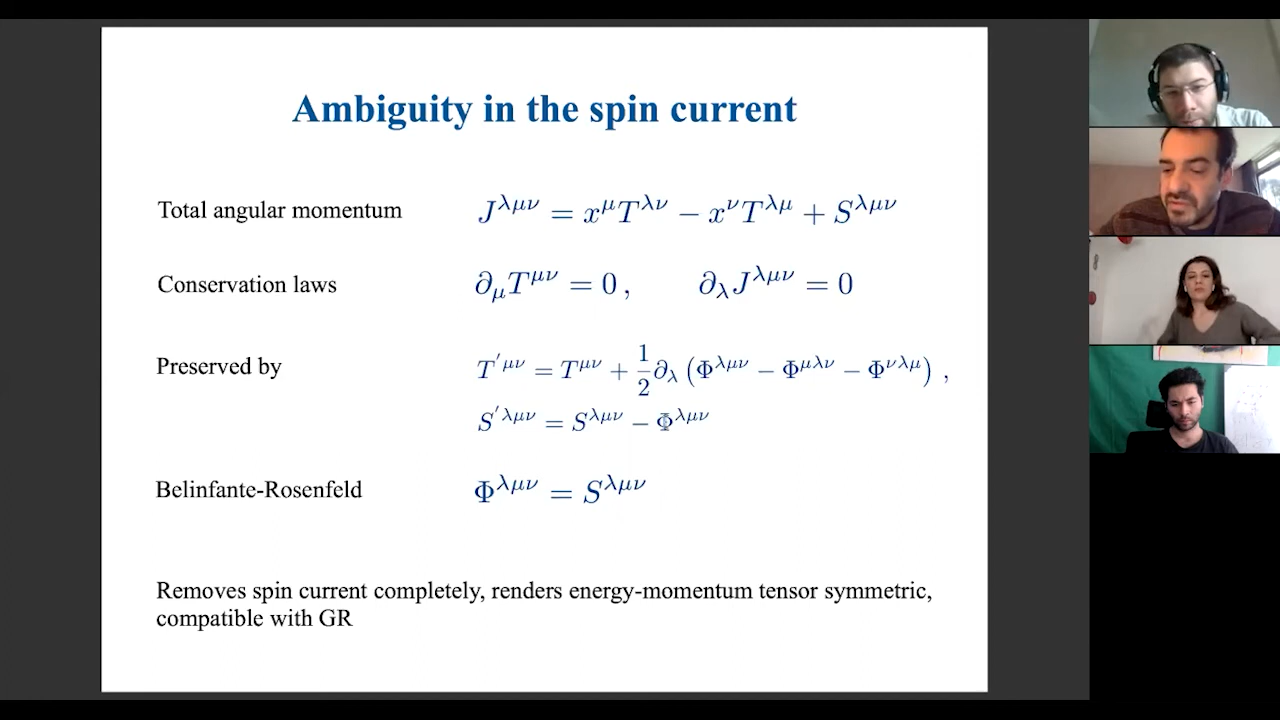 Ambiguity in the spin current
Total angular momentum J^{λμν} = x^μ T^{λν} − x^ν T^{λμ} + S^{λμν}
Conservation laws ∂_μ T^{μν} = 0 , ∂_λ J^{λμν} = 0
Preserved by T^{'μν} = T^{μν} + \frac{1}{2} ∂_λ (Φ^{λμν} − Φ^{μλν} − Φ^{νλμ}) ,
S^{'λμν} = S^{λμν} − Φ^{λμν}
Belinfante-Rosenfeld Φ^{λμν} = S^{λμν}
Removes spin current completely, renders energy-momentum tensor symmetric,
compatible with GR